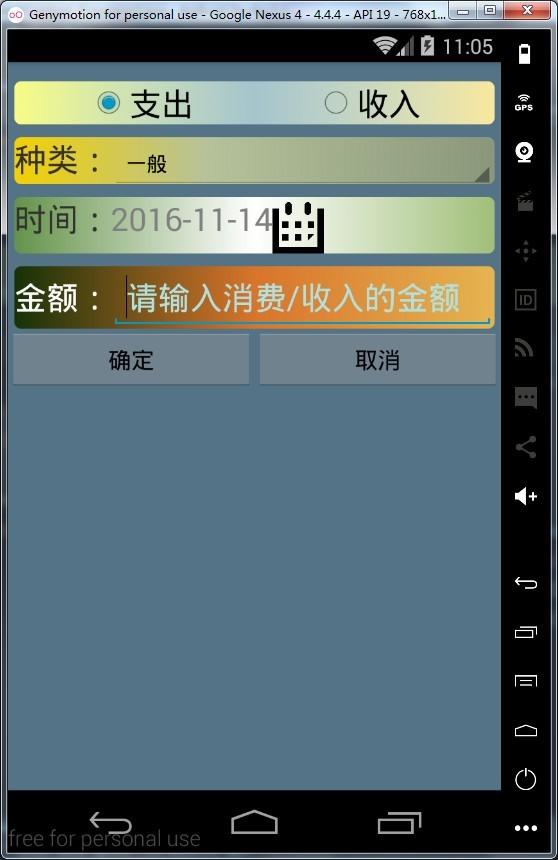 Genymotion for personal use - Google Nexus 4 - 4.4.4 - API 19 - 768x1...
11:05
GPS
支出 收入
种类： 一般
时间：2016-11-14
ID
金额： 请输入消费/收入的金额
确定 取消
free for personal use